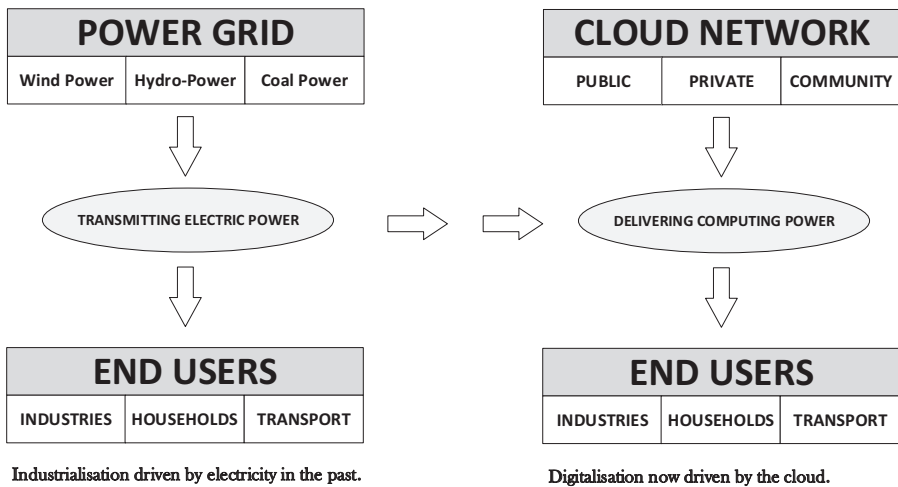 POWER GRID
Wind Power Hydro-Power Coal Power
TRANSMITTING ELECTRIC POWER
END USERS
INDUSTRIES HOUSEHOLDS TRANSPORT
Industrialisation driven by electricity in the past.
CLOUD NETWORK
PUBLIC PRIVATE COMMUNITY
DELIVERING COMPUTING POWER
END USERS
INDUSTRIES HOUSEHOLDS TRANSPORT
Digitalisation now driven by the cloud.